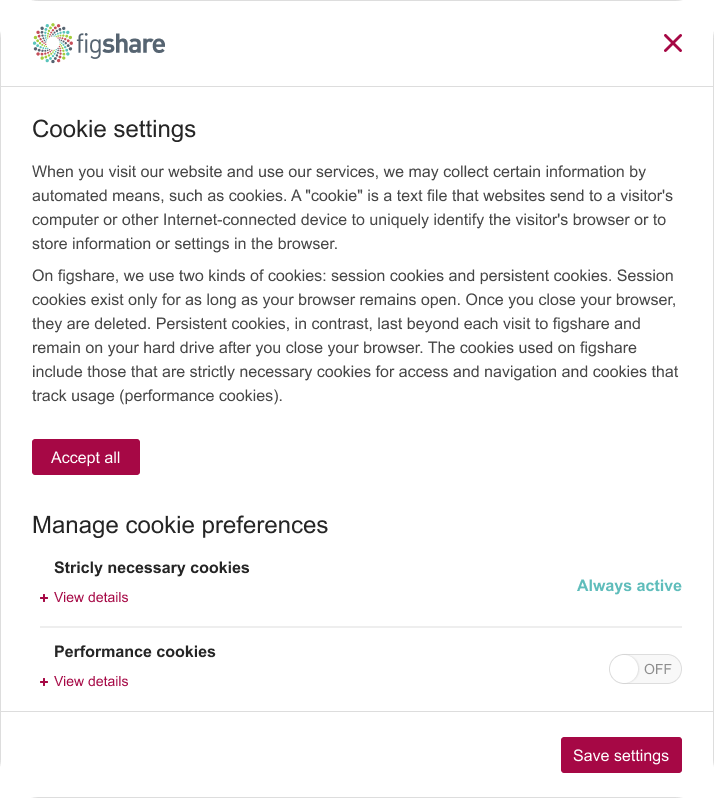 figshare
Cookie settings
When you visit our website and use our services, we may collect certain information by
automated means, such as cookies. A "cookie" is a text file that websites send to a visitor's
computer or other Internet-connected device to uniquely identify the visitor's browser or to
store information or settings in the browser.
On figshare, we use two kinds of cookies: session cookies and persistent cookies. Session
cookies exist only for as long as your browser remains open. Once you close your browser,
they are deleted. Persistent cookies, in contrast, last beyond each visit to figshare and
remain on your hard drive after you close your browser. The cookies used on figshare
include those that are strictly necessary cookies for access and navigation and cookies that
track usage (performance cookies).
Accept all
Manage cookie preferences
Stricly necessary cookies
+ View details
Always active
Performance cookies
+ View details
OFF
Save settings